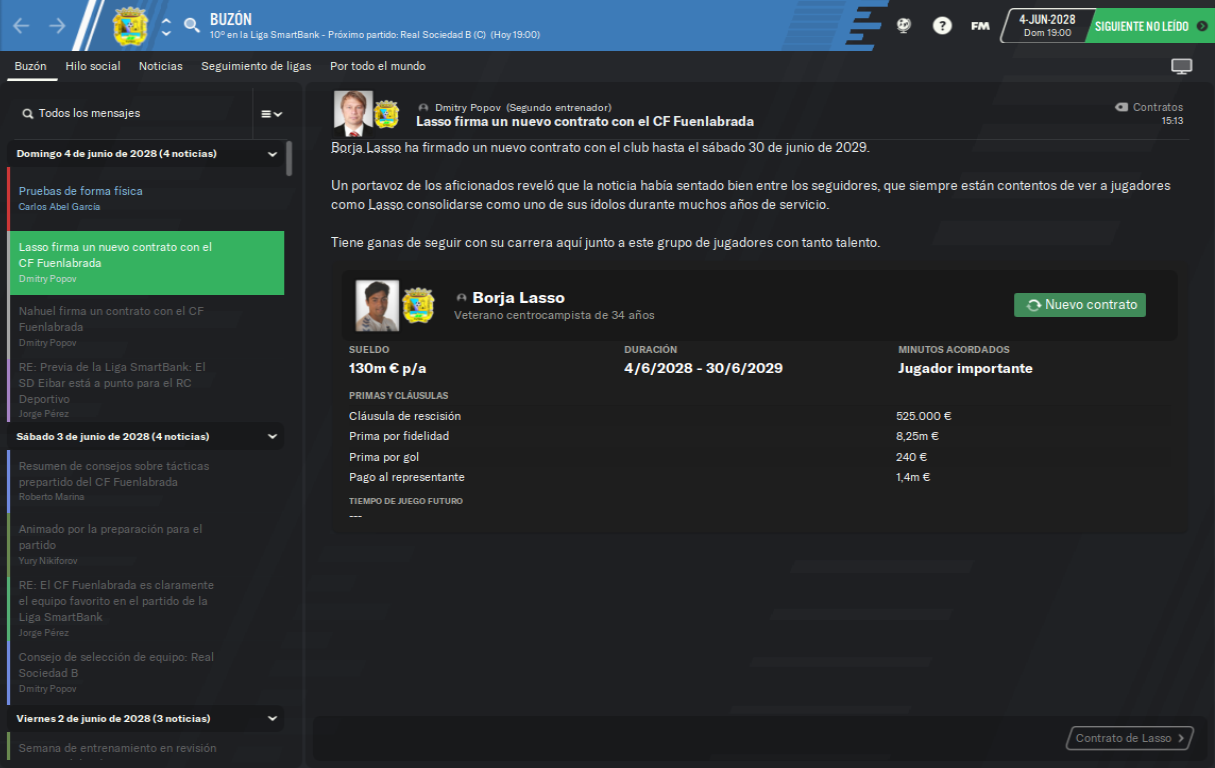 BUZÓN
10º en la Liga SmartBank - Próximo partido: Real Sociedad B (C) (Hoy 19:00)
?
FM
4-JUN-2028
Dom 19:00
SIGUIENTE NO LEÍDO
Buzón
Hilo social
Noticias
Seguimiento de ligas
Por todo el mundo
Todos los mensajes
Domingo 4 de junio de 2028 (4 noticias)
Pruebas de forma física
Carlos Abel García
Lasso firma un nuevo contrato con el
CF Fuenlabrada
Dmitry Popov
Nahuel firma un contrato con el CF
Fuenlabrada
Dmitry Popov
RE: Previa de la Liga SmartBank: El
SD Eibar está a punto para el RC
Deportivo
Jorge Pérez
Sábado 3 de junio de 2028 (4 noticias)
Resumen de consejos sobre tácticas
prepartido del CF Fuenlabrada
Roberto Marina
Animado por la preparación para el
partido
Yury Nikiforov
RE: El CF Fuenlabrada es claramente
el equipo favorito en el partido de la
Liga SmartBank
Jorge Pérez
Consejo de selección de equipo: Real
Sociedad B
Dmitry Popov
Viernes 2 de junio de 2028 (3 noticias)
Semana de entrenamiento en revisión
Dmitry Popov (Segundo entrenador)
Lasso firma un nuevo contrato con el CF Fuenlabrada
Contratos
15:13
Borja Lasso ha firmado un nuevo contrato con el club hasta el sábado 30 de junio de 2029.
Un portavoz de los aficionados reveló que la noticia había sentado bien entre los seguidores, que siempre están contentos de ver a jugadores
como Lasso consolidarse como uno de sus ídolos durante muchos años de servicio.
Tiene ganas de seguir con su carrera aquí junto a este grupo de jugadores con tanto talento.
Borja Lasso
Veterano centrocampista de 34 años
Nuevo contrato
SUELDO
DURACIÓN
MINUTOS ACORDADOS
130m € p/a
4/6/2028 - 30/6/2029
Jugador importante
PRIMAS Y CLÁUSULAS
Cláusula de rescisión
525.000 €
Prima por fidelidad
8,25m €
Prima por gol
240 €
Pago al representante
1,4m €
TIEMPO DE JUEGO FUTURO
---
Contrato de Lasso